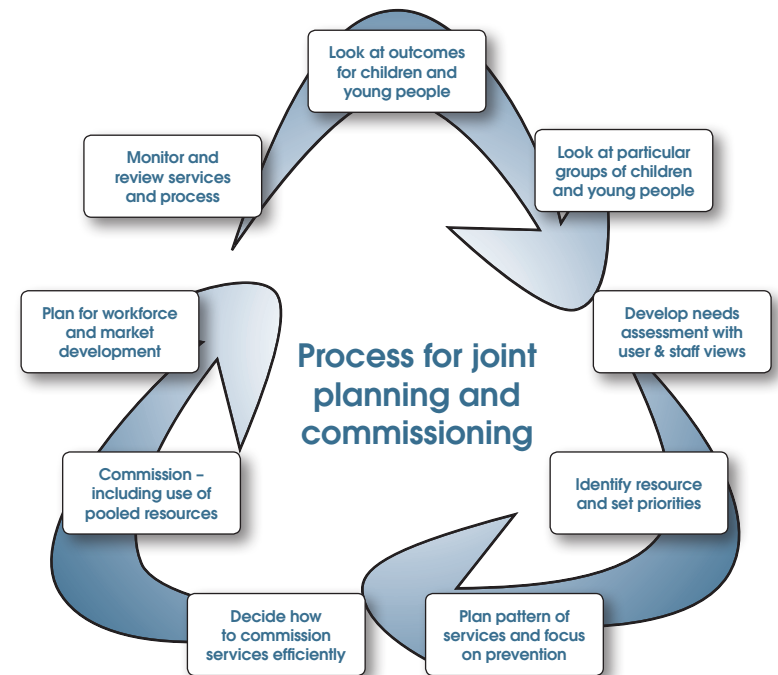 Look at outcomes
for children and
young people
Look at particular
groups of children
and young people
Develop needs
assessment with
user & staff views
Identify resource
and set priorities
Plan pattern of
services and focus
on prevention
Decide how
to commission
services efficiently
Commission –
including use of
pooled resources
Plan for workforce
and market
development
Monitor and
review services
and process
Process for joint
planning and
commissioning